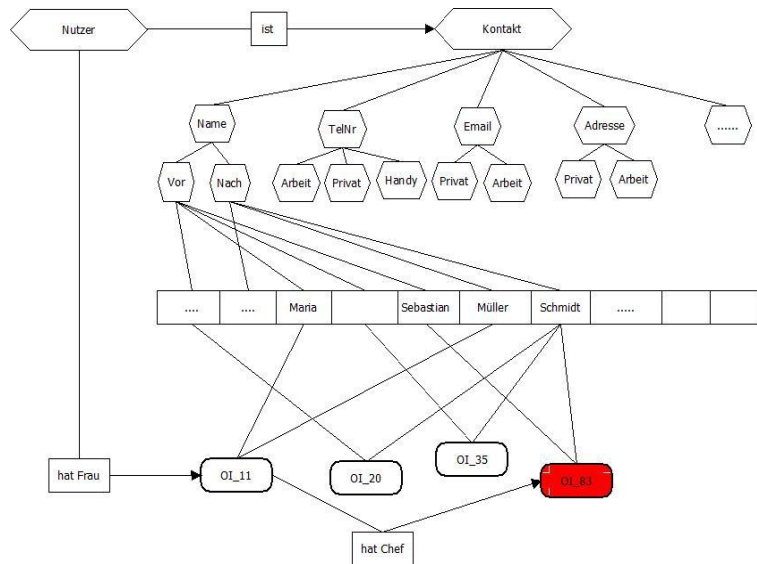 Nutzer
ist
Kontakt
Name
TelNr
Email
Adresse
......
Vor
Nach
Arbeit
Privat
Handy
Privat
Arbeit
Privat
Arbeit
....
....
Maria
Sebastian
Müller
Schmidt
.....
hat Frau
OI_11
OI_20
OI_35
OI_83
hat Chef